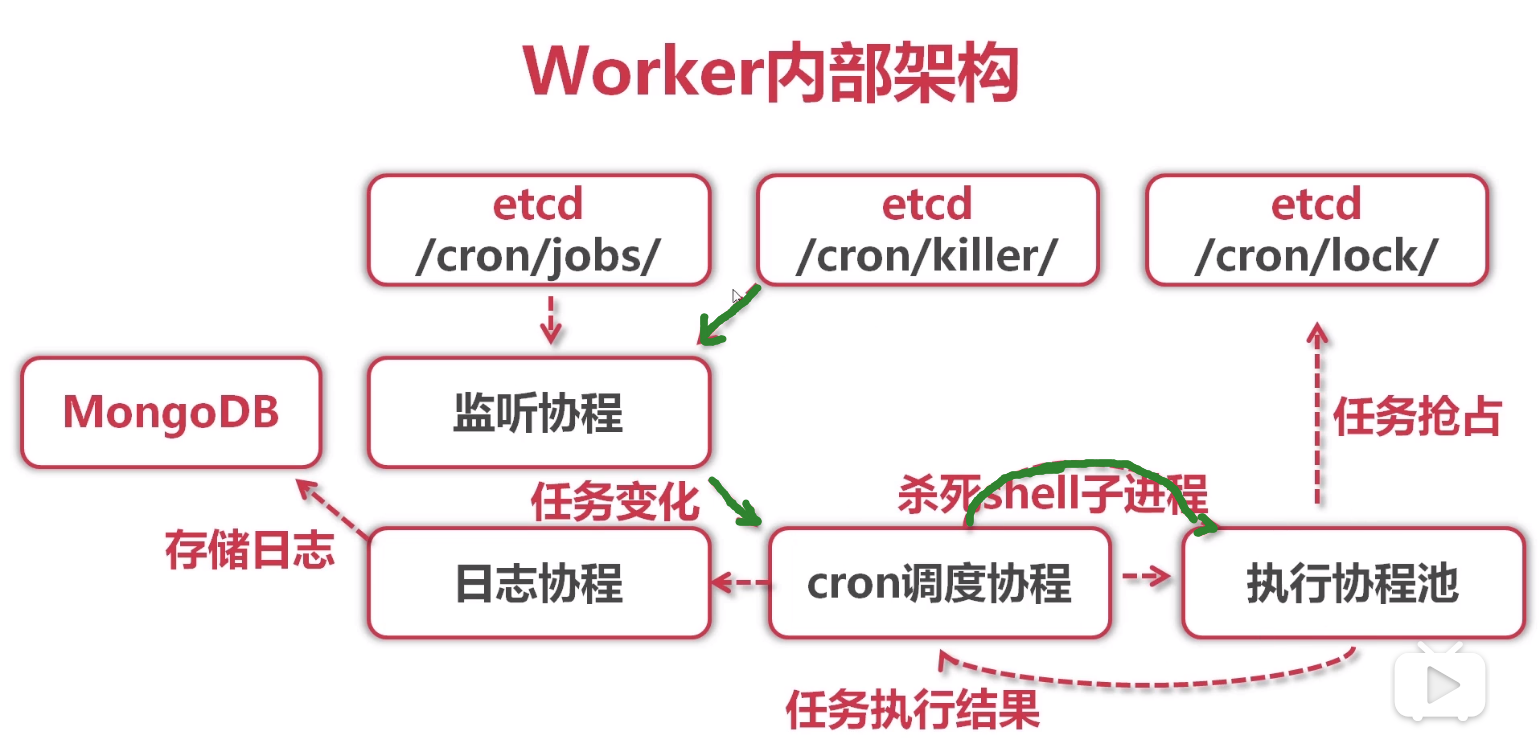 Worker内部架构
etcd
/cron/jobs/
etcd
/cron/killer/
etcd
/cron/lock/
MongoDB
监听协程
任务抢占
任务变化
杀死shell子进程
存储日志
日志协程
cron调度协程
执行协程池
任务执行结果